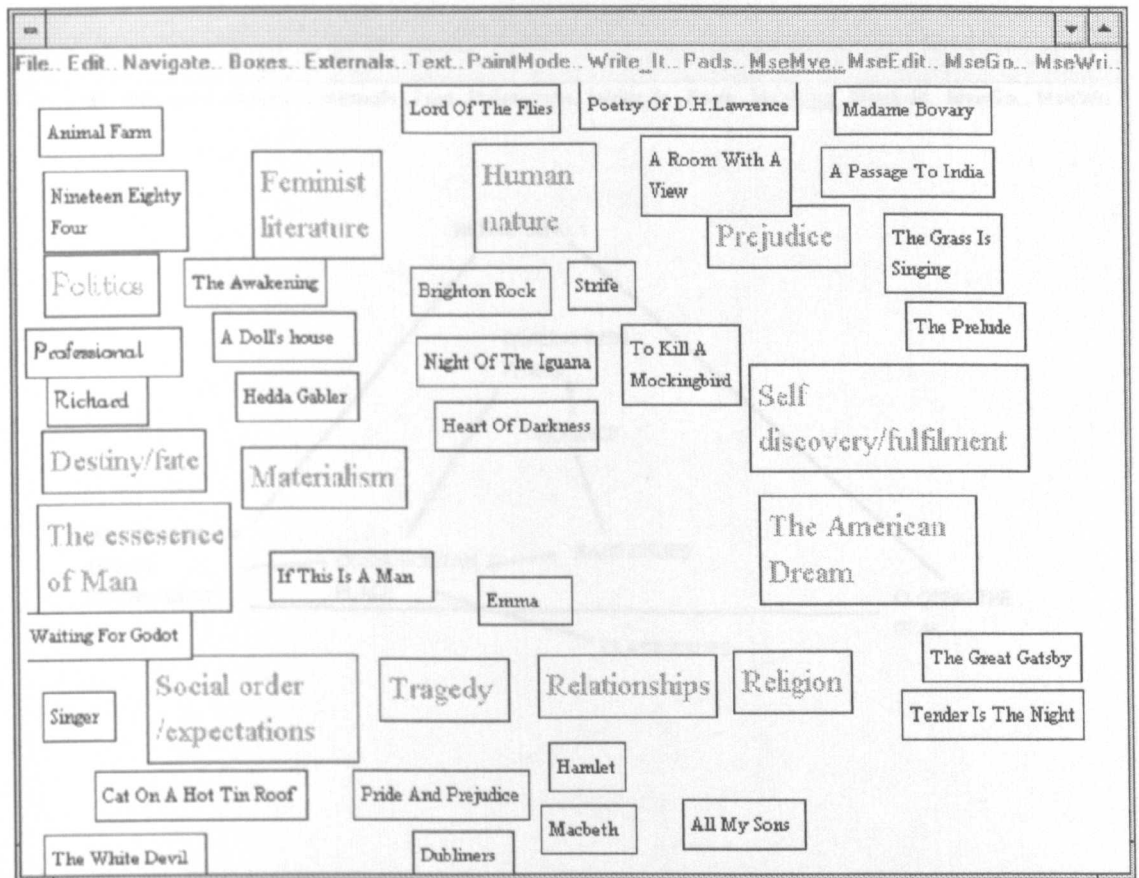 File.. Edit.. Navigate.. Boxes.. Externals.. Text.. PaintMode.. Write_It.. Pads.. MseMve.. MseEdit.. MseGo.. MseWri..
Animal Farm
Lord Of The Flies
Poetry Of D.H.Lawrence
Madame Bovary
Nineteen Eighty
Four
Feminist
literature
Human
nature
A Room With A
View
A Passage To India
Prejudice
The Grass Is
Singing
Politics
The Awakening
Brighton Rock
Strife
Professional
A Doll's house
Night Of The Iguana
To Kill A
Mockingbird
The Prelude
Richard
Hedda Gabler
Heart Of Darkness
Self
discovery/fulfilment
Destiny/fate
Materialism
The essesence
of Man
The American
Dream
If This Is A Man
Emma
Waiting For Godot
Social order
/expectations
Tragedy
Relationships
Religion
The Great Gatsby
Singer
Tender Is The Night
Cat On A Hot Tin Roof
Pride And Prejudice
Hamlet
Macbeth
All My Sons
The White Devil
Dubliners